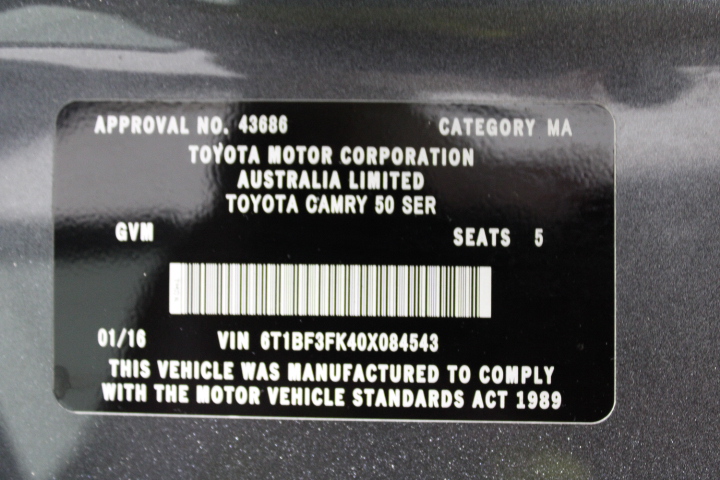 APPROVAL NO. 43686 CATEGORY MA
TOYOTA MOTOR CORPORATION
AUSTRALIA LIMITED
TOYOTA CAMRY 50 SER
GVM SEATS 5
01/16 VIN 6T1BF3FK40X084543
THIS VEHICLE WAS MANUFACTURED TO COMPLY
WITH THE MOTOR VEHICLE STANDARDS ACT 1989